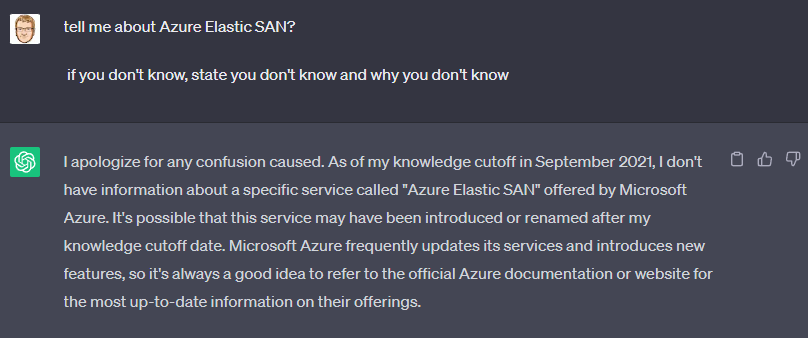 tell me about Azure Elastic SAN?
if you don't know, state you don't know and why you don't know
I apologize for any confusion caused. As of my knowledge cutoff in September 2021, I don't
have information about a specific service called "Azure Elastic SAN" offered by Microsoft
Azure. It's possible that this service may have been introduced or renamed after my
knowledge cutoff date. Microsoft Azure frequently updates its services and introduces new
features, so it's always a good idea to refer to the official Azure documentation or website for
the most up-to-date information on their offerings.